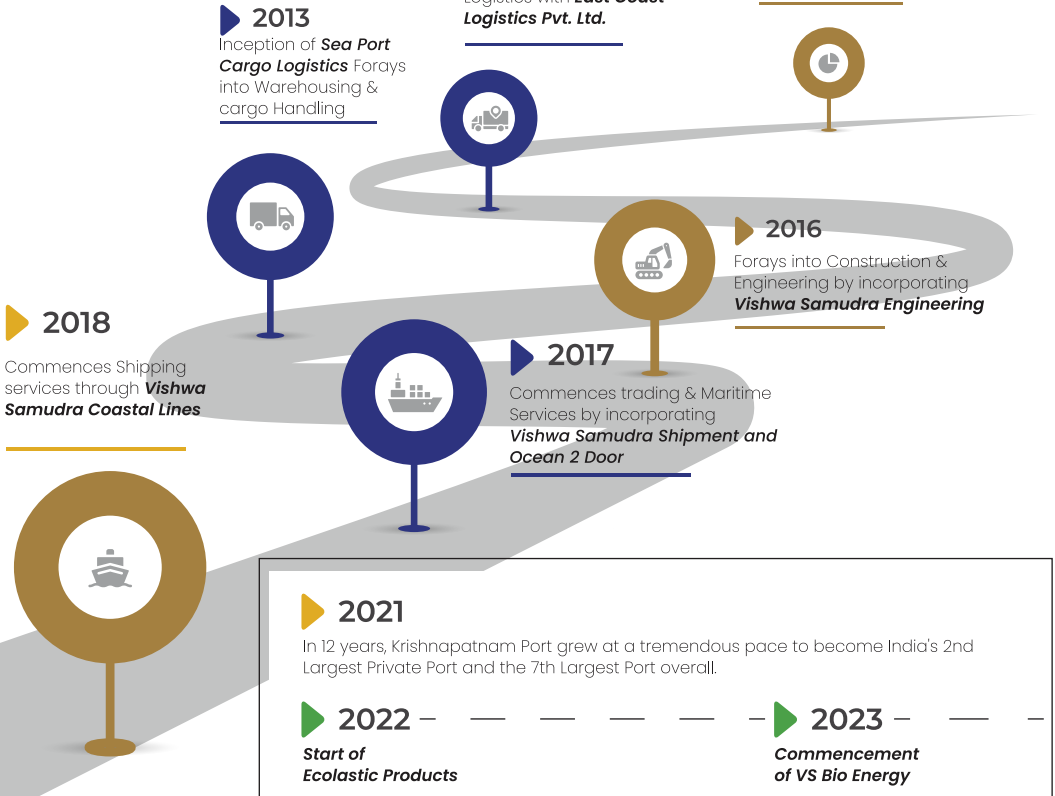 2013
Inception of Sea Port
Cargo Logistics Forays
into Warehousing &
cargo Handling
Logistics with East Coast
Logistics Pvt. Ltd.
2016
Forays into Construction &
Engineering by incorporating
Vishwa Samudra Engineering
2018
Commences Shipping
services through Vishwa
Samudra Coastal Lines
2017
Commences trading & Maritime
Services by incorporating
Vishwa Samudra Shipment and
Ocean 2 Door
2021
In 12 years, Krishnapatnam Port grew at a tremendous pace to become India's 2nd
Largest Private Port and the 7th Largest Port overall.
2022
Start of
Ecolastic Products
2023
Commencement
of VS Bio Energy